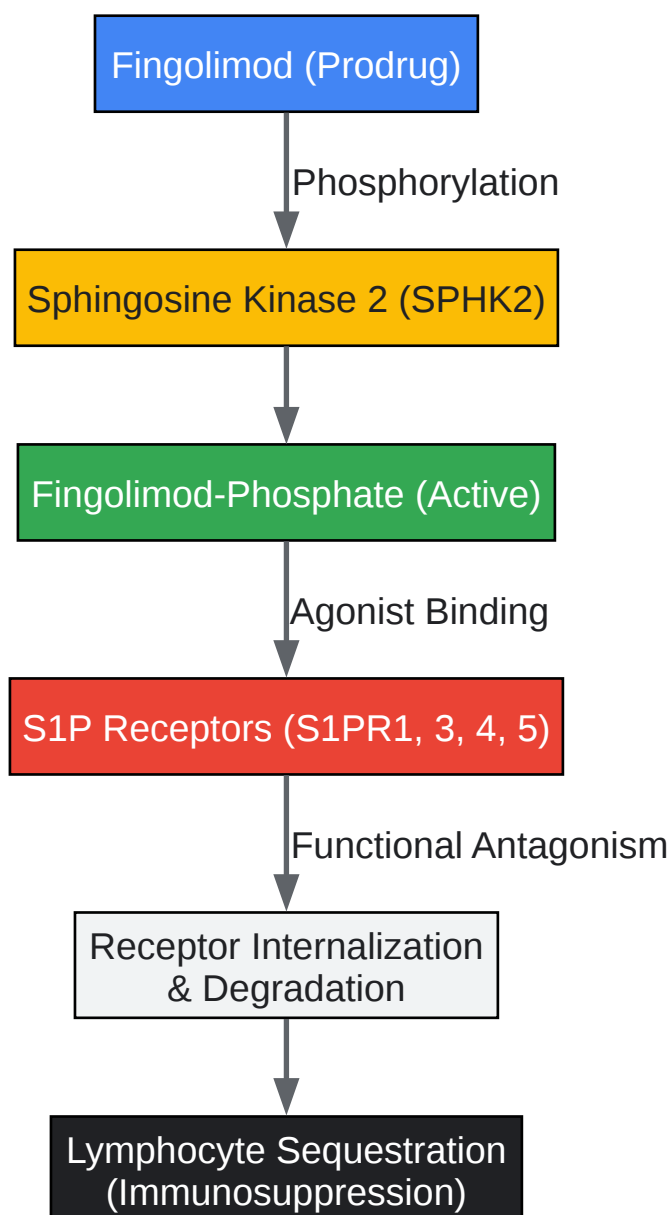 Fingolimod (Prodrug)
Phosphorylation
Sphingosine Kinase 2 (SPHK2)
Fingolimod-Phosphate (Active)
Agonist Binding
S1P Receptors (S1PR1, 3, 4, 5)
Functional Antagonism
Receptor Internalization
& Degradation
Lymphocyte Sequestration
(Immunosuppression)